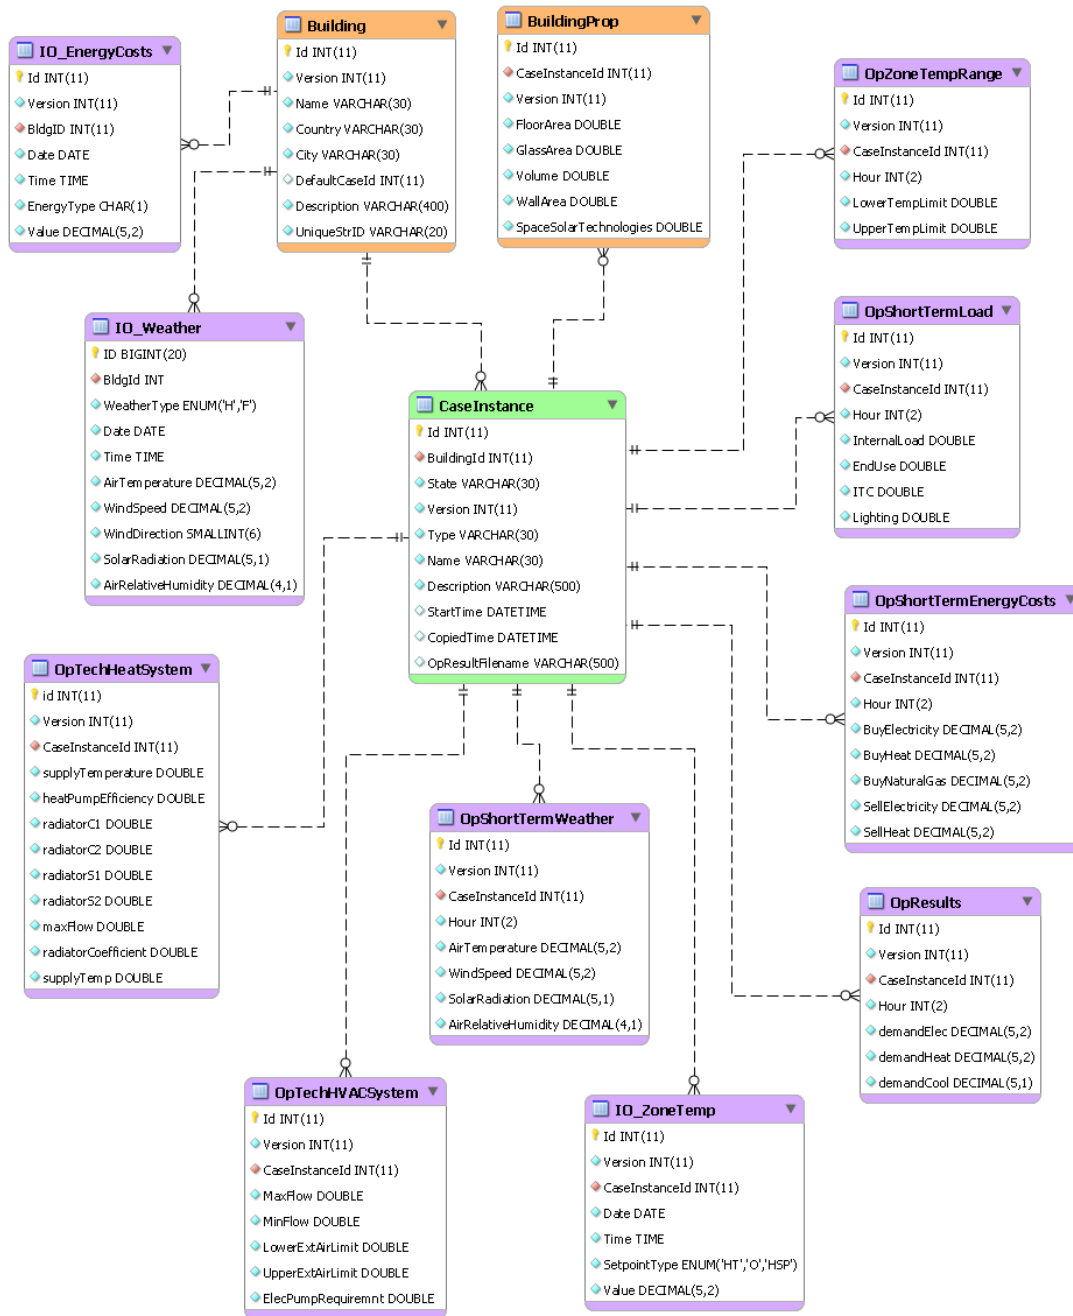 IO_EnergyCosts
Id INT(11)
Version INT(11)
BldgID INT(11)
Date DATE
Time TIME
EnergyType CHAR(1)
Value DECIMAL(5,2)
Building
Id INT(11)
Version INT(11)
Name VARCHAR(30)
Country VARCHAR(30)
City VARCHAR(30)
DefaultCaseId INT(11)
Description VARCHAR(400)
UniqueStrID VARCHAR(20)
BuildingProp
Id INT(11)
CaseInstanceId INT(11)
Version INT(11)
FloorArea DOUBLE
GlassArea DOUBLE
Volume DOUBLE
WallArea DOUBLE
SpaceSolarTechnologies DOUBLE
OpZoneTempRange
Id INT(11)
Version INT(11)
CaseInstanceId INT(11)
Hour INT(2)
LowerTempLimit DOUBLE
UpperTempLimit DOUBLE
IO_Weather
ID BIGINT(20)
BldgId INT
WeatherType ENUM('H','F')
Date DATE
Time TIME
AirTemperature DECIMAL(5,2)
WindSpeed DECIMAL(5,2)
WindDirection SMALLINT(6)
SolarRadiation DECIMAL(5,1)
AirRelativeHumidity DECIMAL(4,1)
OpShortTermLoad
Id INT(11)
Version INT(11)
CaseInstanceId INT(11)
Hour INT(2)
InternalLoad DOUBLE
EndUse DOUBLE
ITC DOUBLE
Lighting DOUBLE
CaseInstance
Id INT(11)
BuildingId INT(11)
State VARCHAR(30)
Version INT(11)
Type VARCHAR(30)
Name VARCHAR(30)
Description VARCHAR(500)
StartTime DATETIME
CopiedTime DATETIME
OpResultFilename VARCHAR(500)
OpShortTermEnergyCosts
Id INT(11)
Version INT(11)
CaseInstanceId INT(11)
Hour INT(2)
BuyElectricity DECIMAL(5,2)
BuyHeat DECIMAL(5,2)
BuyNaturalGas DECIMAL(5,2)
SellElectricity DECIMAL(5,2)
SellHeat DECIMAL(5,2)
OpTechHeatSystem
id INT(11)
Version INT(11)
CaseInstanceId INT(11)
supplyTemperature DOUBLE
heatPumpEfficiency DOUBLE
radiatorC1 DOUBLE
radiatorC2 DOUBLE
radiatorS1 DOUBLE
radiatorS2 DOUBLE
maxFlow DOUBLE
radiatorCoefficient DOUBLE
supplyTemp DOUBLE
OpShortTermWeather
Id INT(11)
Version INT(11)
CaseInstanceId INT(11)
Hour INT(2)
AirTemperature DECIMAL(5,2)
WindSpeed DECIMAL(5,2)
SolarRadiation DECIMAL(5,1)
AirRelativeHumidity DECIMAL(4,1)
OpResults
Id INT(11)
Version INT(11)
CaseInstanceId INT(11)
Hour INT(2)
demandElec DECIMAL(5,2)
demandHeat DECIMAL(5,2)
demandCool DECIMAL(5,1)
OpTechHVACSystem
Id INT(11)
Version INT(11)
CaseInstanceId INT(11)
MaxFlow DOUBLE
MinFlow DOUBLE
LowerExtAirLimit DOUBLE
UpperExtAirLimit DOUBLE
ElecPumpRequiremnt DOUBLE
IO_ZoneTemp
Id INT(11)
Version INT(11)
CaseInstanceId INT(11)
Date DATE
Time TIME
SetpointType ENUM('HT','O','HSP')
Value DECIMAL(5,2)